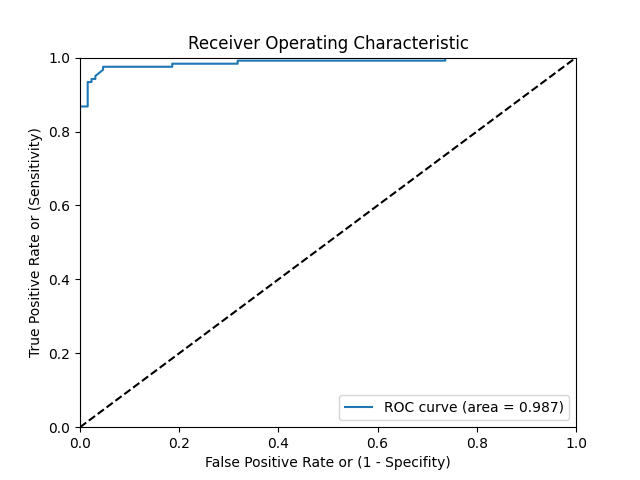 Receiver Operating Characteristic
1.0
0.8
0.6
0.4
0.2
0.0
True Positive Rate or (Sensitivity)
ROC curve (area = 0.987)
0.0 0.2 0.4 0.6 0.8 1.0
False Positive Rate or (1 - Specifity)